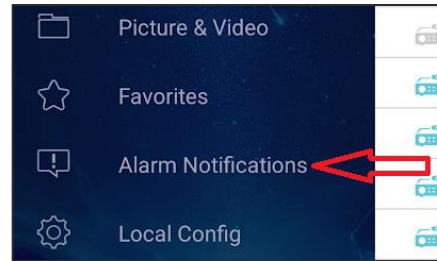 Picture & Video
Favorites
Alarm Notifications
Local Config